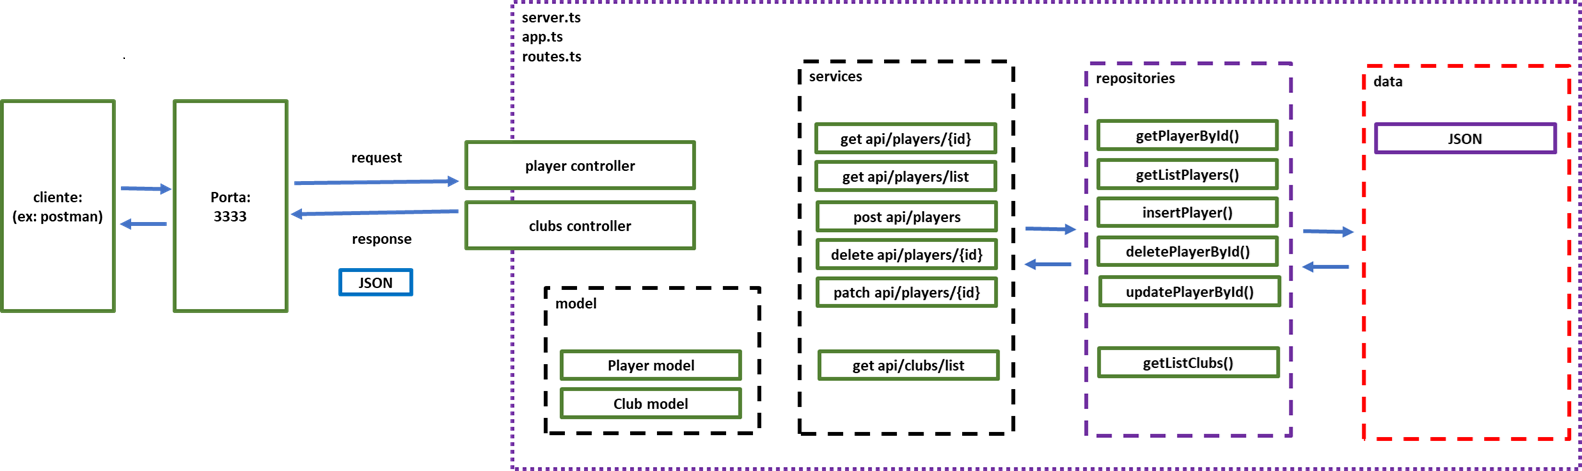 server.ts
app.ts
routes.ts
cliente:
(ex: postman)
Porta:
3333
request
response
JSON
player controller
clubs controller
model
Player model
Club model
services
get api/players/{id}
get api/players/list
post api/players
delete api/players/{id}
patch api/players/{id}
get api/clubs/list
repositories
getPlayerById()
getListPlayers()
insertPlayer()
deletePlayerById()
updatePlayerById()
getListClubs()
data
JSON